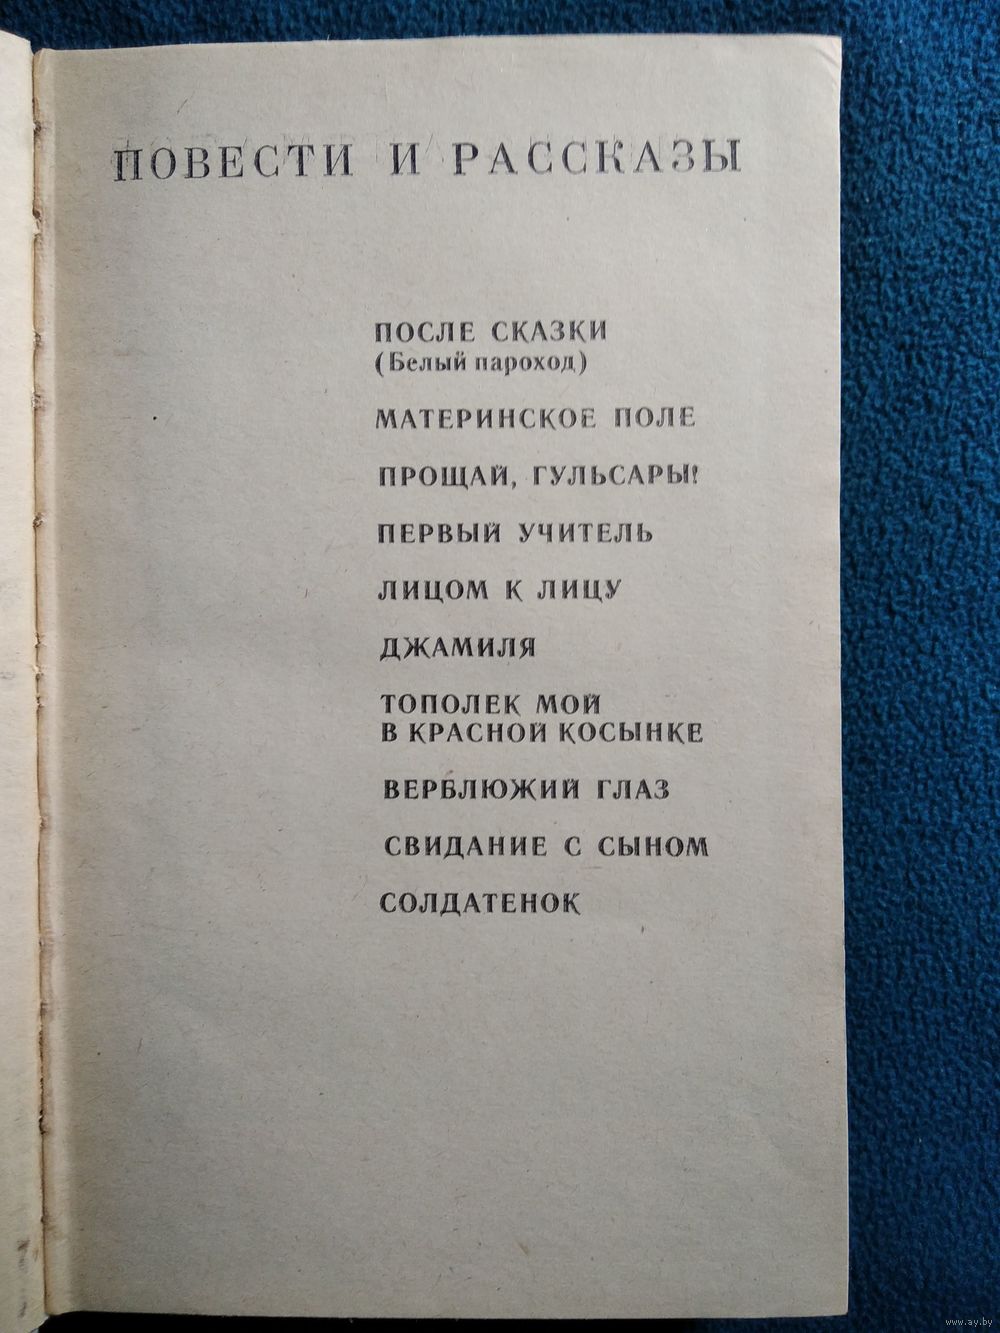 ПОВЕСТИ И РАССКАЗЫ
ПОСЛЕ СКАЗКИ
(Белый пароход)
МАТЕРИНСКОЕ ПОЛЕ
ПРОЩАЙ, ГУЛЬСАРЫ!
ПЕРВЫЙ УЧИТЕЛЬ
ЛИЦОМ К ЛИЦУ
ДЖАМИЛЯ
ТОПОЛЕК МОЙ
В КРАСНОЙ КОСЫНКЕ
ВЕРБЛЮЖИЙ ГЛАЗ
СВИДАНИЕ С СЫНОМ
СОЛДАТЕНОК
www.ay.by